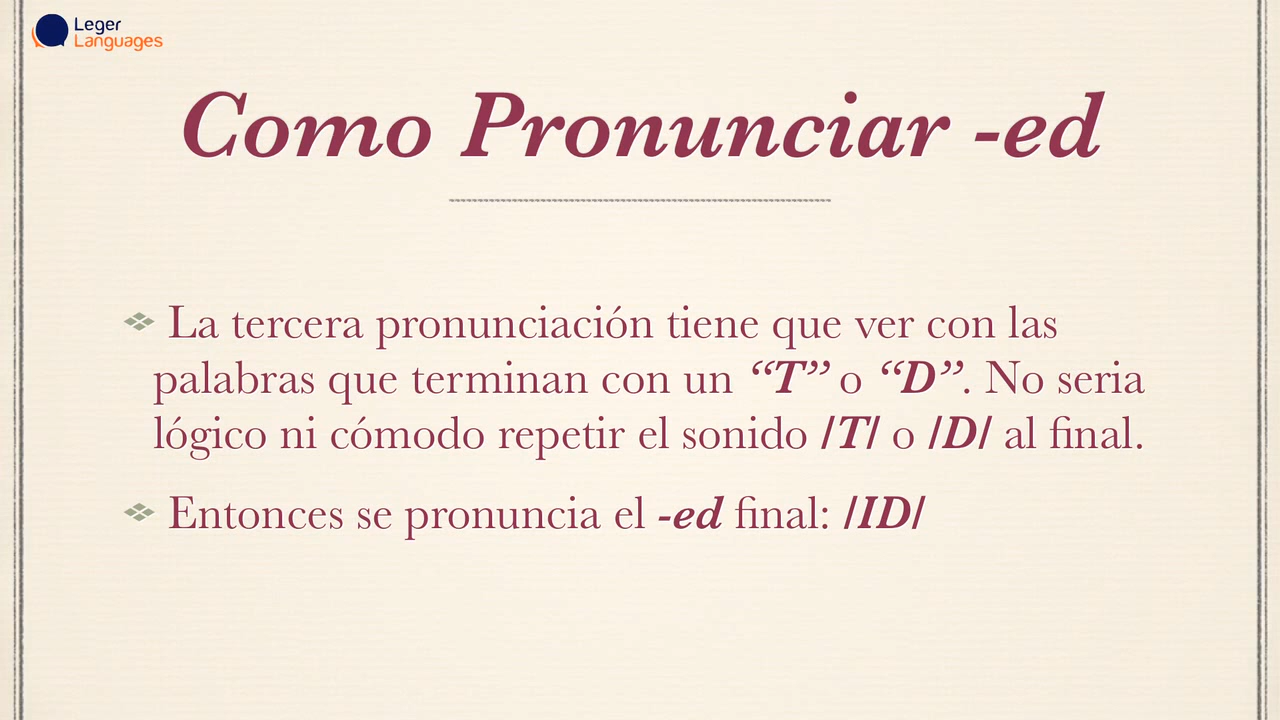 Leger
Languages
Como Pronunciar -ed
La tercera pronunciación tiene que ver con las
palabras que terminan con un “T” o “D”. No seria
lógico ni cómodo repetir el sonido /T/ o /D/ al final.
Entonces se pronuncia el -ed final: /ID/